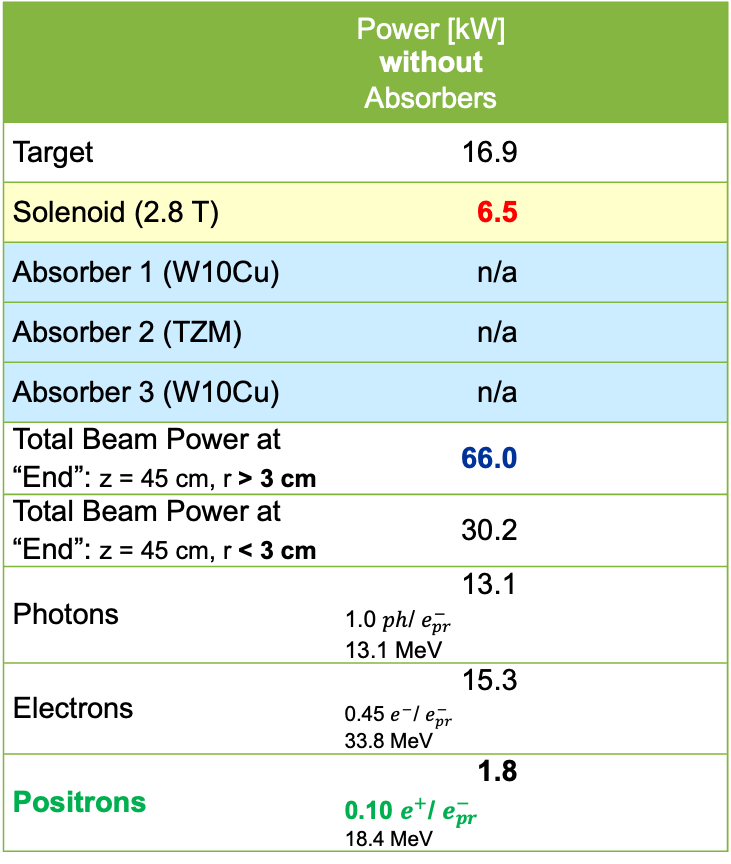 Power [kW]
without
Absorbers
Target 16.9
Solenoid (2.8 T) 6.5
Absorber 1 (W10Cu) n/a
Absorber 2 (TZM) n/a
Absorber 3 (W10Cu) n/a
Total Beam Power at
“End”: z = 45 cm, r > 3 cm 66.0
Total Beam Power at
“End”: z = 45 cm, r < 3 cm 30.2
Photons 13.1
1.0 ph/ e⁻pr
13.1 MeV
Electrons 15.3
0.45 e⁻/ e⁻pr
33.8 MeV
Positrons 1.8
0.10 e⁺/ e⁻pr
18.4 MeV